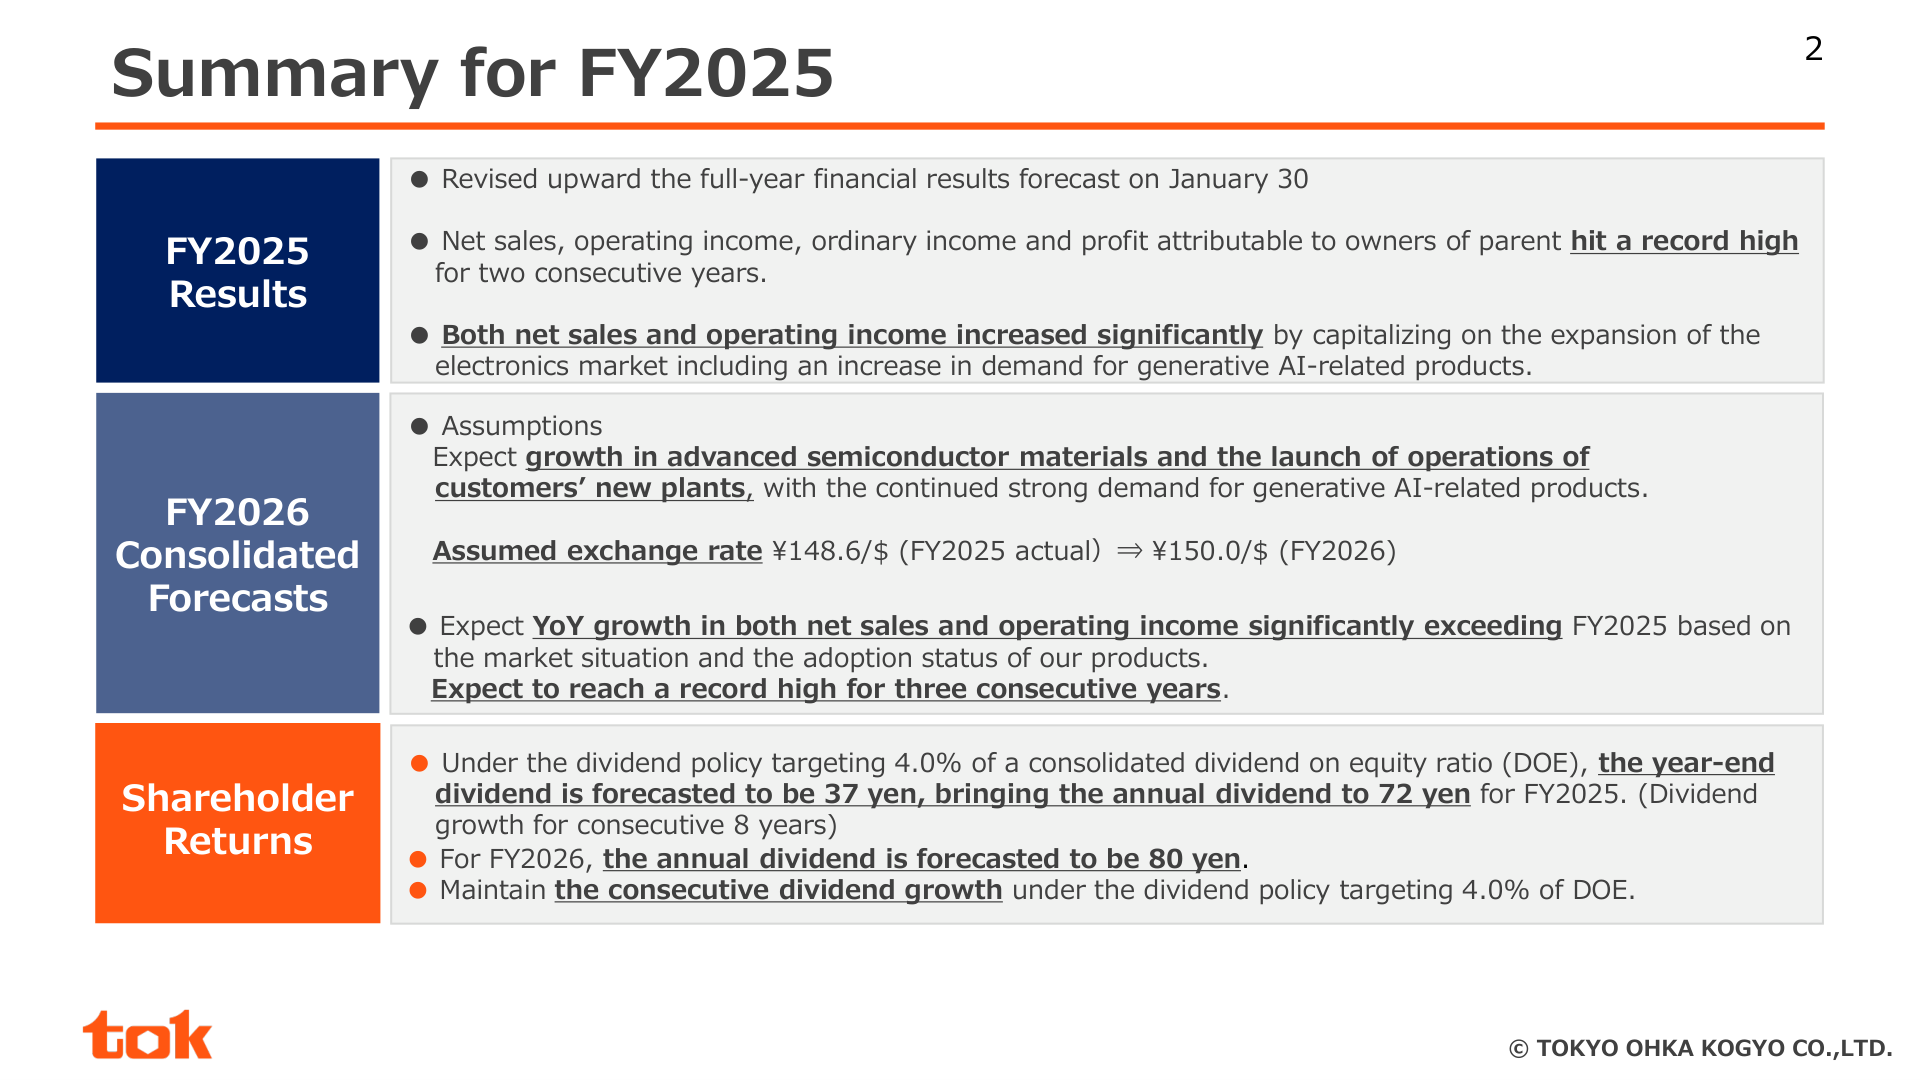 Summary for FY2025
2
FY2025
Results
● Revised upward the full-year financial results forecast on January 30
● Net sales, operating income, ordinary income and profit attributable to owners of parent hit a record high
for two consecutive years.
● Both net sales and operating income increased significantly by capitalizing on the expansion of the
electronics market including an increase in demand for generative AI-related products.
FY2026
Consolidated
Forecasts
● Assumptions
Expect growth in advanced semiconductor materials and the launch of operations of
customers’ new plants, with the continued strong demand for generative AI-related products.
Assumed exchange rate ¥148.6/$ (FY2025 actual） ⇒ ¥150.0/$ (FY2026)
● Expect YoY growth in both net sales and operating income significantly exceeding FY2025 based on
the market situation and the adoption status of our products.
Expect to reach a record high for three consecutive years.
Shareholder
Returns
● Under the dividend policy targeting 4.0% of a consolidated dividend on equity ratio (DOE), the year-end
dividend is forecasted to be 37 yen, bringing the annual dividend to 72 yen for FY2025. (Dividend
growth for consecutive 8 years)
● For FY2026, the annual dividend is forecasted to be 80 yen.
● Maintain the consecutive dividend growth under the dividend policy targeting 4.0% of DOE.
tok
© TOKYO OHKA KOGYO CO.,LTD.